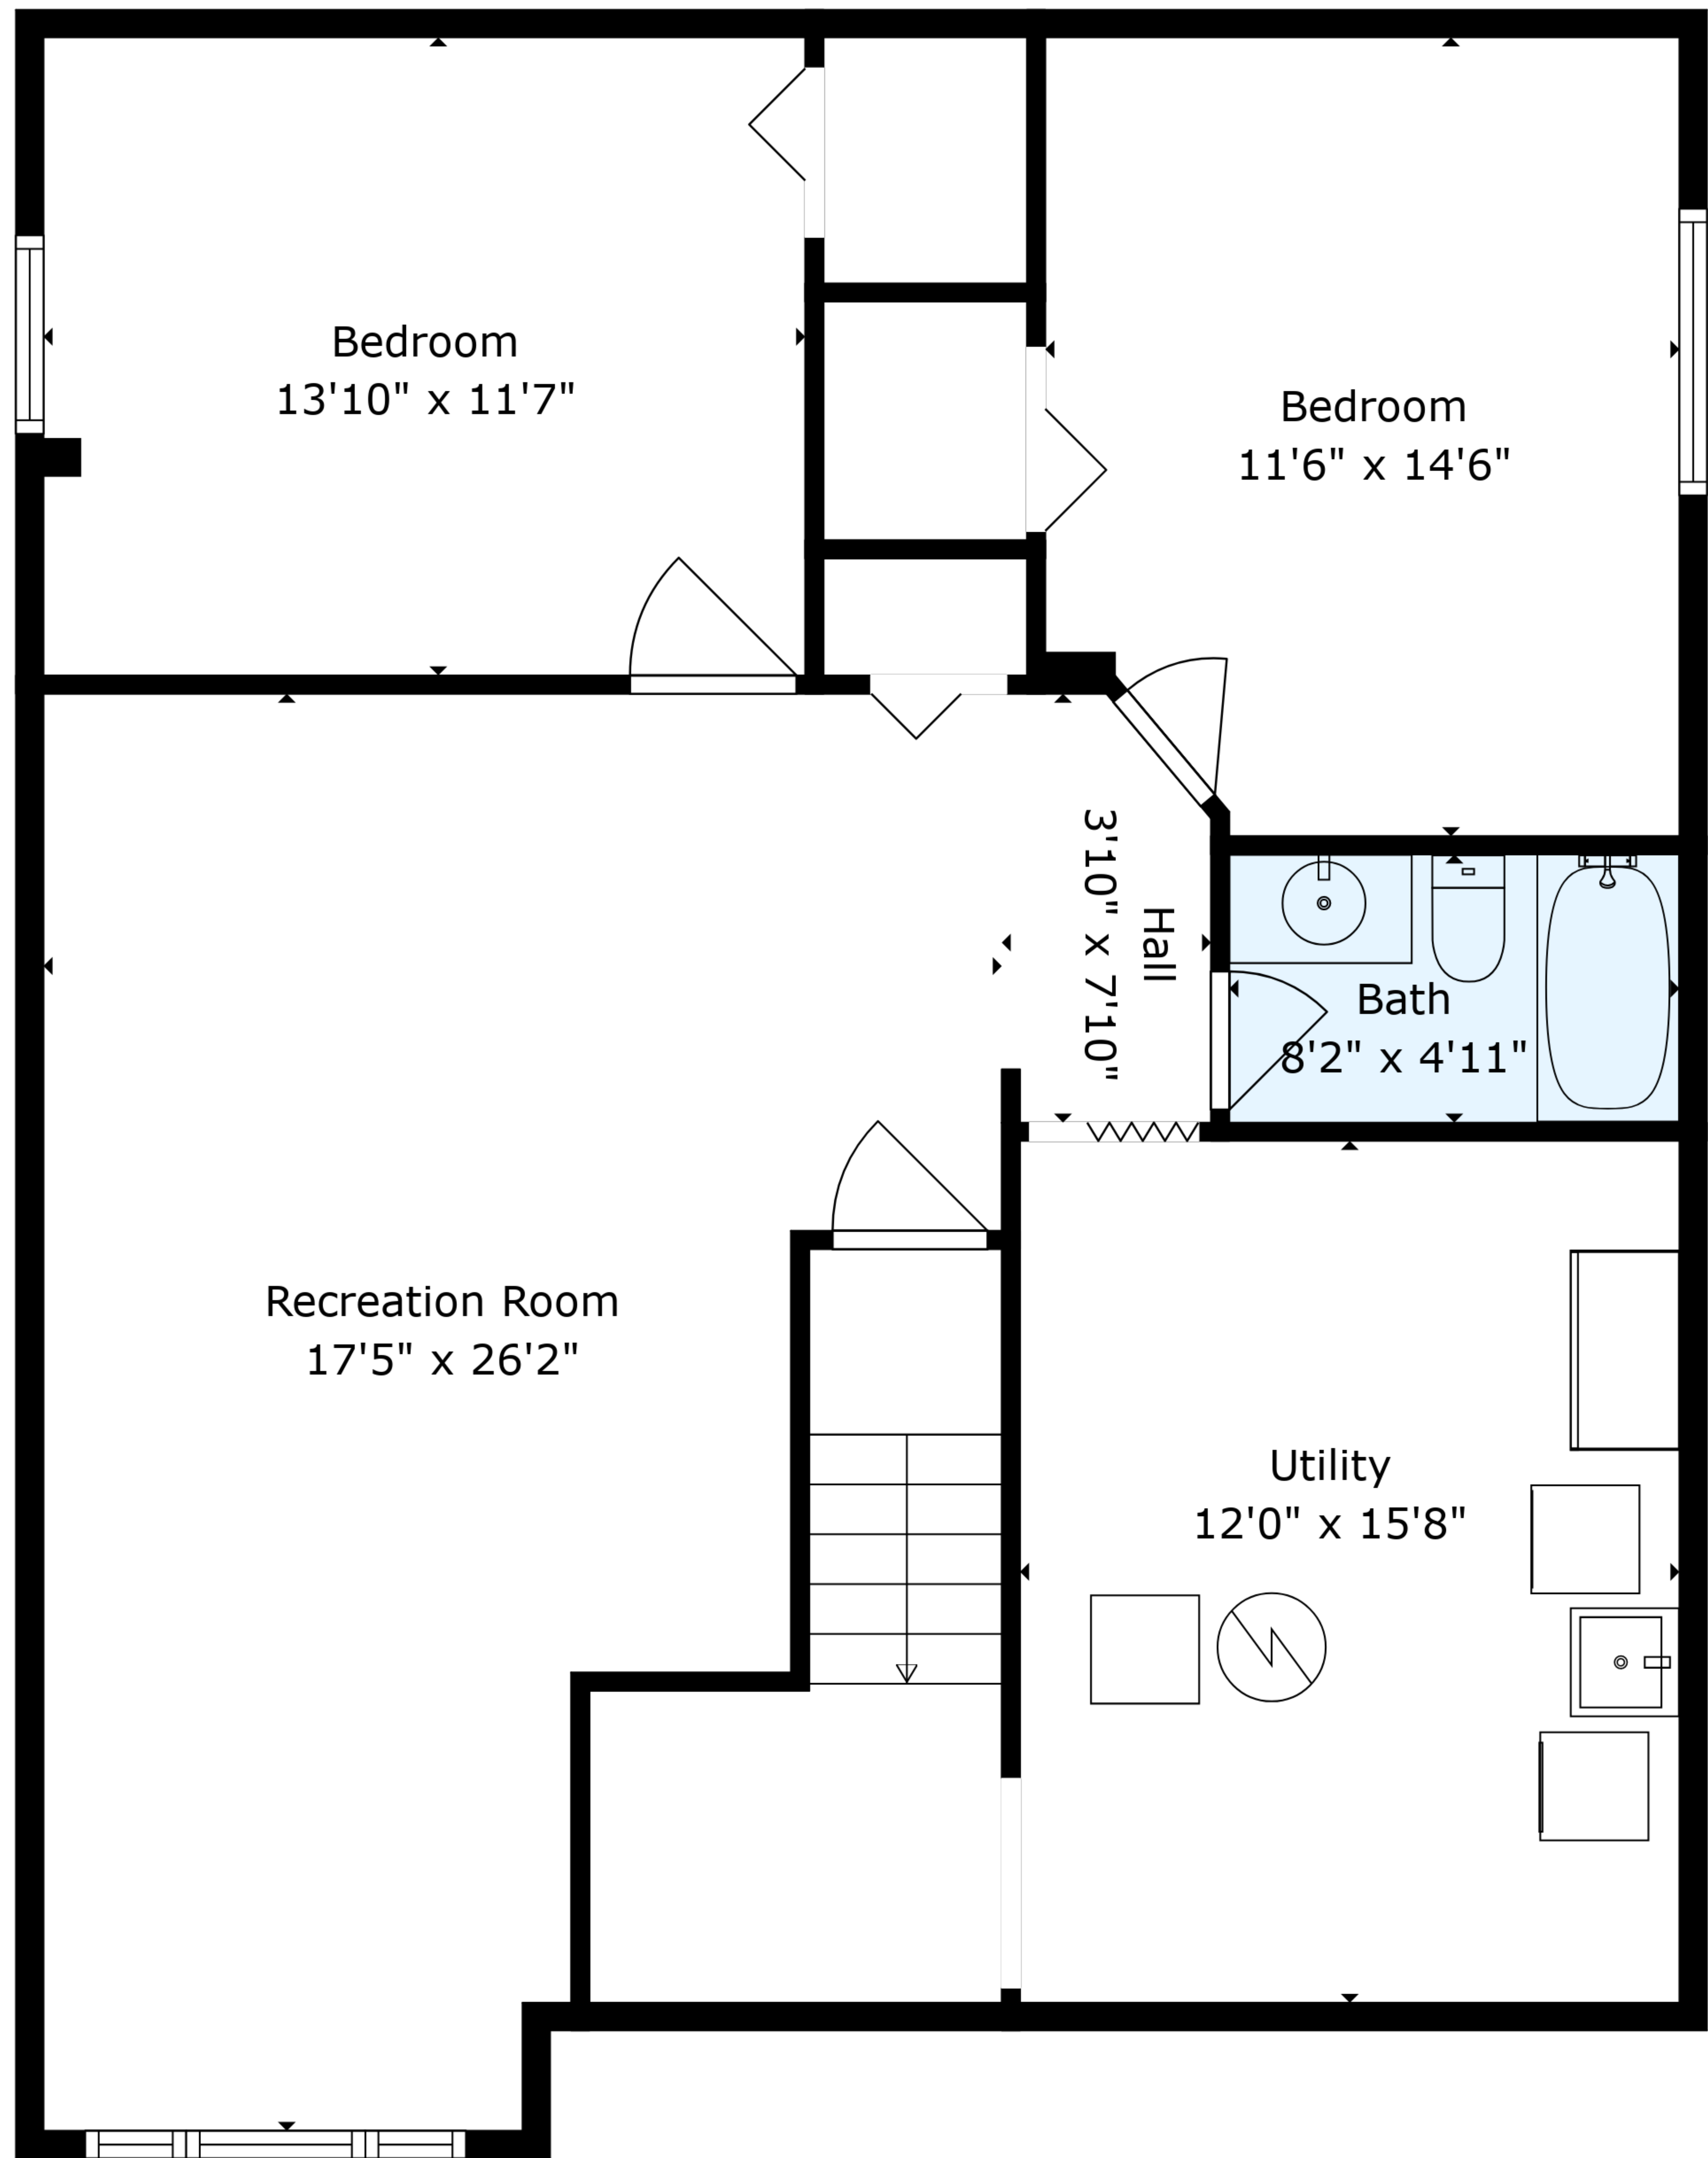 Bedroom
13'10" x 11'7"
Bedroom
11'6" x 14'6"
Hall
3'10" x 7'10"
Bath
8'2" x 4'11"
Recreation Room
17'5" x 26'2"
Utility
12'0" x 15'8"